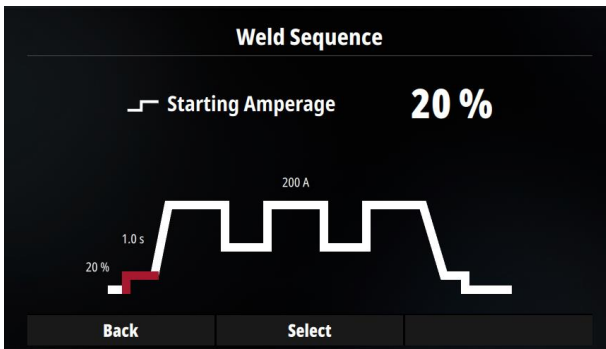 Weld Sequence
Starting Amperage 20 %
200 A
1.0 s
20 %
Back Select